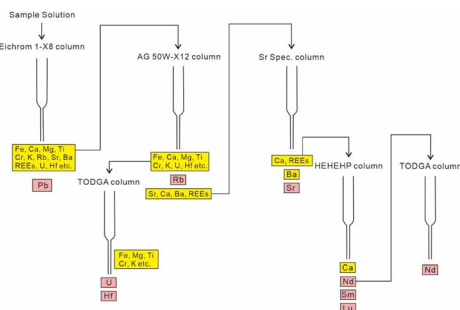 Sample Solution
Eichrom 1-X8 column
AG 50W-X12 column
Sr Spec. column
Fe, Ca, Mg, Ti
Cr, K, Rb, Sr, Ba
REEs, U, Hf etc.
Pb
Fe, Ca, Mg, Ti
Cr, K, U, Hf etc.
Rb
Sr, Ca, Ba, REEs
Ca, REEs
Ba
Sr
HEHEHP column
TODGA column
TODGA column
Fe, Mg, Ti
Cr, K etc.
U
Hf
Ca
Nd
Sm
Lu
Nd